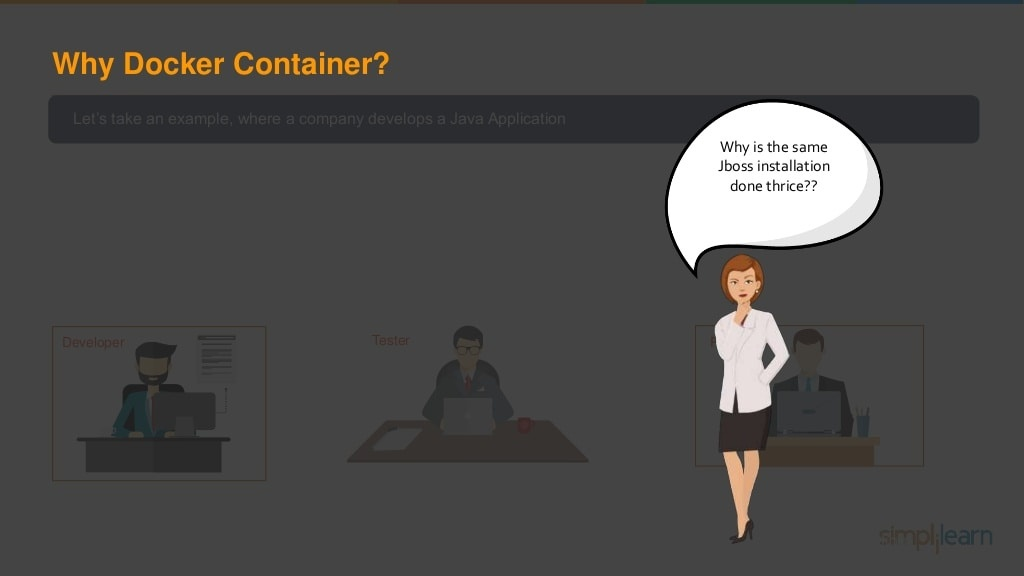 Why Docker Container?
Let's take an example, where a company develops a Java Application
Why is the same
Jboss installation
done thrice??
Developer
Tester
simplilearn